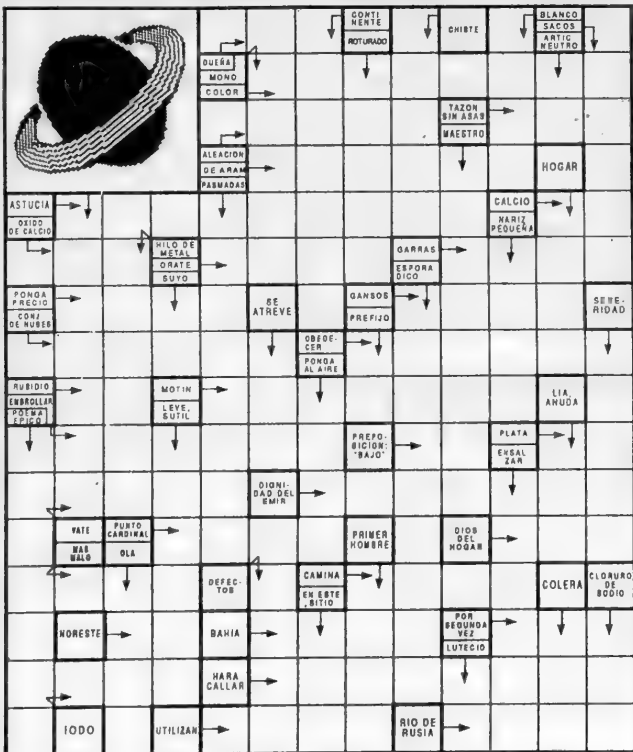 CONTI
NENTE
ROTURADO
CHISTE
BLANCO
SACOS
ARTIC
NEUTRO
DUEÑA
MONO
COLOR
TAZON
SIN ASAS
MAESTRO
ALEACION
DE ARAM
PASMADAS
HOGAR
ASTUCIA
OXIDO
DE CALCIO
CALCIO
NARIZ
PEQUEÑA
HILO DE
METAL
ORATE
SUYO
GARRAS
ESPORA
DICO
PONGA
PRECIO
CONJ.
DE NUBES
SE
ATREVE
GANSOS
PREFIJO
OBEDE-
CER
PONGA
AL AIRE
RUBIDIO
EMBROLLAR
POEMA
EPICO
MOTIN
LEVE,
SUTIL
LIA,
ANUDA
PREPO-
SICION:
"BAJO"
PLATA
ENSAL
ZAR
DIGNI-
DAD DEL
EMIR
VATE
MAS
MALO
PUNTO
CARDINAL
OLA
PRIMER
HOMBRE
DIOS
DEL
HOGAR
DEFEC-
TOS
CAMINA
EN ESTE
SITIO
COLERA
CLORURO
DE
SODIO
NORESTE
BAHIA
POR
SEGUNDA
VEZ
LUTECIO
HARA
CALLAR
IODO
UTILIZAN
RIO DE
RUSIA